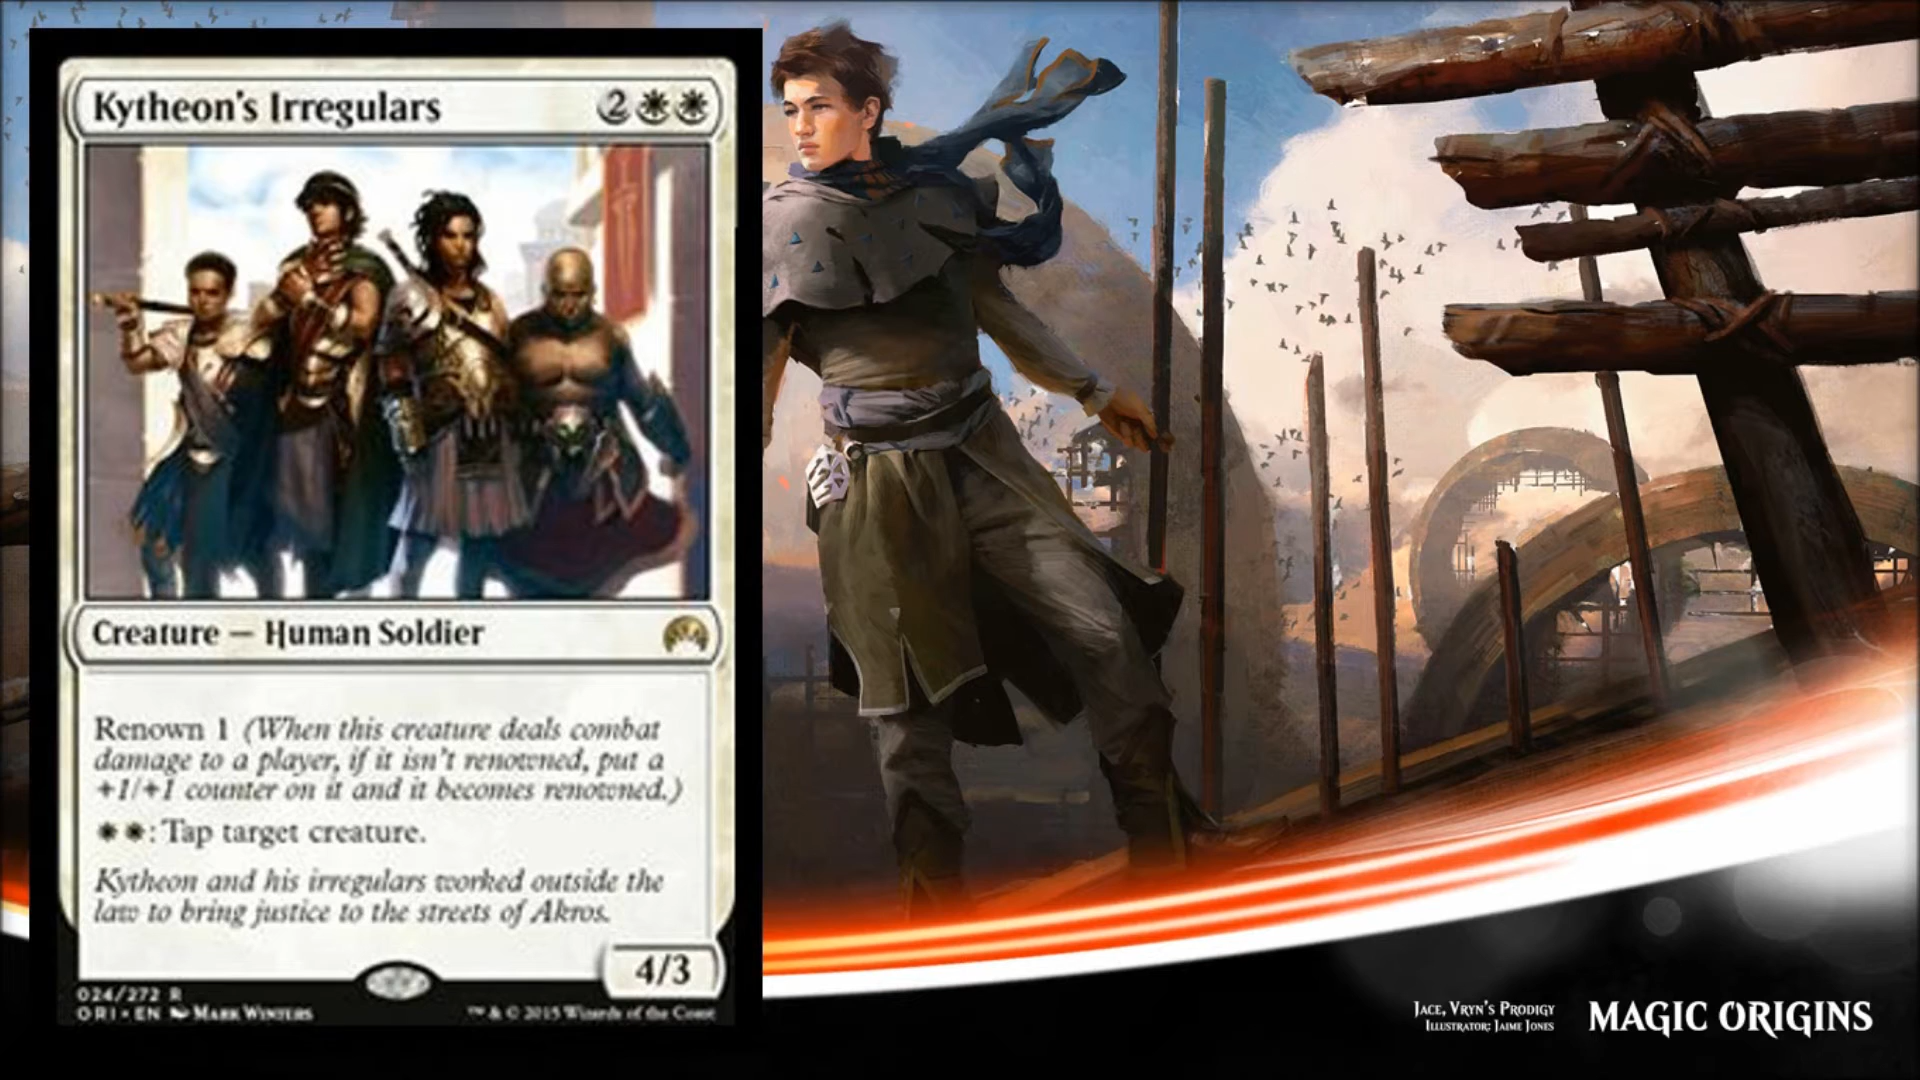 Kytheon's Irregulars 2
Creature — Human Soldier
Renown 1 (When this creature deals combat
damage to a player, if it isn't renowned, put a
+1/+1 counter on it and it becomes renowned.)
: Tap target creature.
Kytheon and his irregulars worked outside the
law to bring justice to the streets of Akros.
4/3
024/272 R
ORI • EN Mark Winters
™ & © 2015 Wizards of the Coast
Jace, Vryn's Prodigy
Illustrator: Jaime Jones
MAGIC ORIGINS